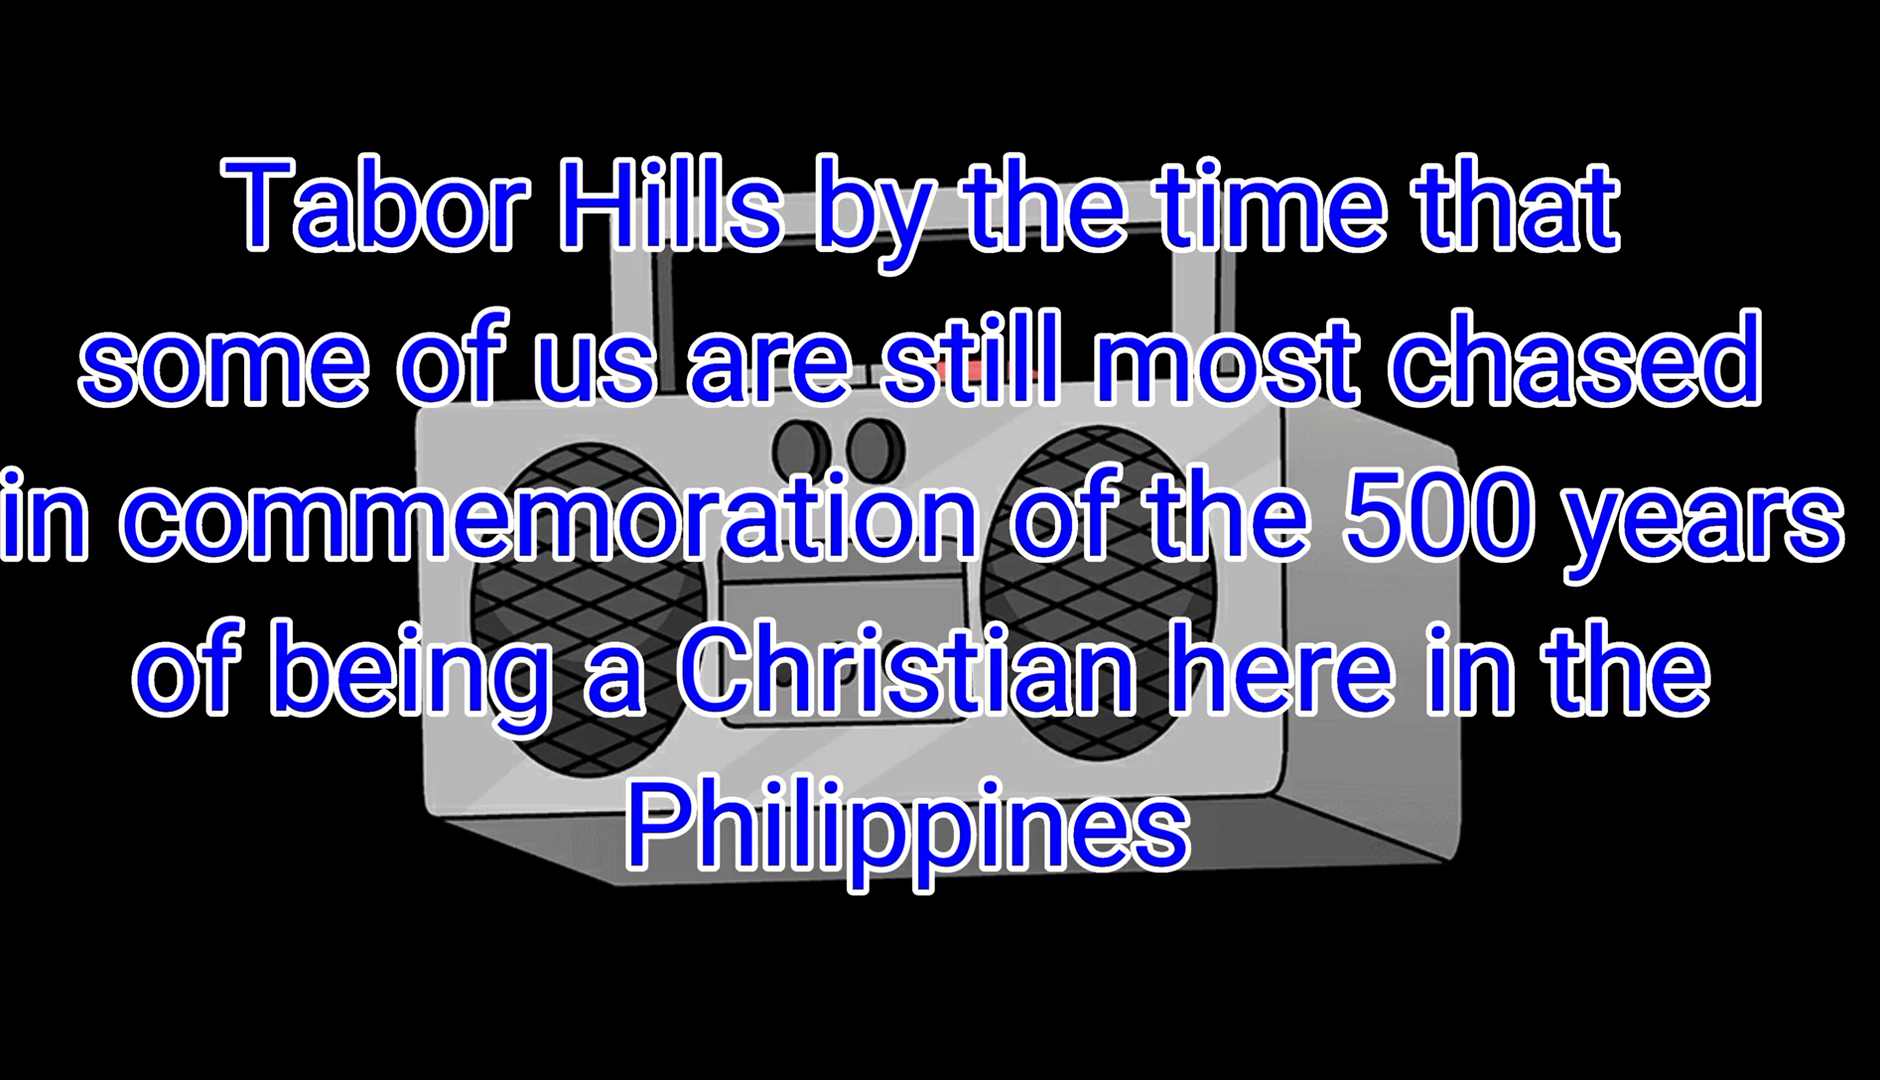 Tabor Hills by the time that
some of us are still most chased
in commemoration of the 500 years
of being a Christian here in the
Philippines